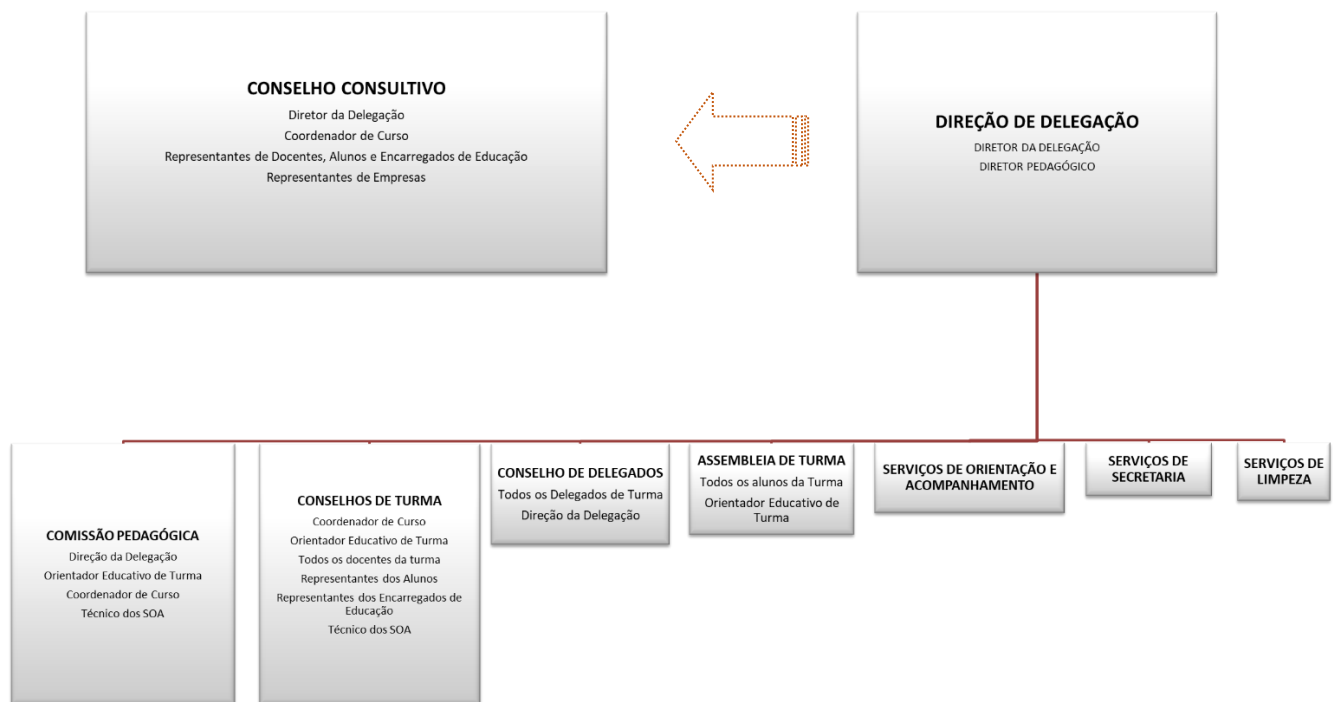 CONSELHO CONSULTIVO
Diretor da Delegação
Coordenador de Curso
Representantes de Docentes, Alunos e Encarregados de Educação
Representantes de Empresas
DIREÇÃO DE DELEGAÇÃO
DIRETOR DA DELEGAÇÃO
DIRETOR PEDAGÓGICO
COMISSÃO PEDAGÓGICA
Direção da Delegação
Orientador Educativo de Turma
Coordenador de Curso
Técnico dos SOA
CONSELHOS DE TURMA
Coordenador de Curso
Orientador Educativo de Turma
Todos os docentes da turma
Representantes dos Alunos
Representantes dos Encarregados de
Educação
Técnico dos SOA
CONSELHO DE DELEGADOS
Todos os Delegados de Turma
Direção da Delegação
ASSEMBLEIA DE TURMA
Todos os alunos da Turma
Orientador Educativo de
Turma
SERVIÇOS DE ORIENTAÇÃO E
ACOMPANHAMENTO
SERVIÇOS DE
SECRETARIA
SERVIÇOS DE
LIMPEZA